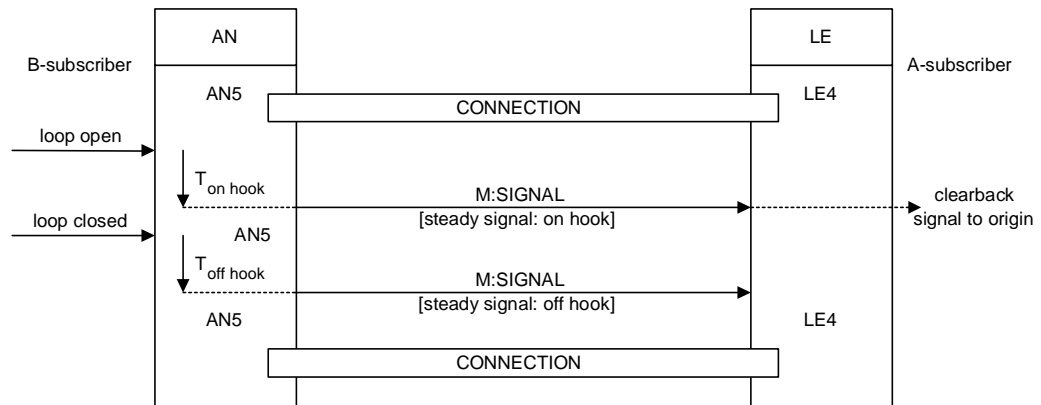 AN
LE
B-subscriber
A-subscriber
AN5
LE4
CONNECTION
loop open
T on hook
M:SIGNAL
[steady signal: on hook]
clearback
signal to origin
loop closed
AN5
T off hook
M:SIGNAL
[steady signal: off hook]
AN5
LE4
CONNECTION